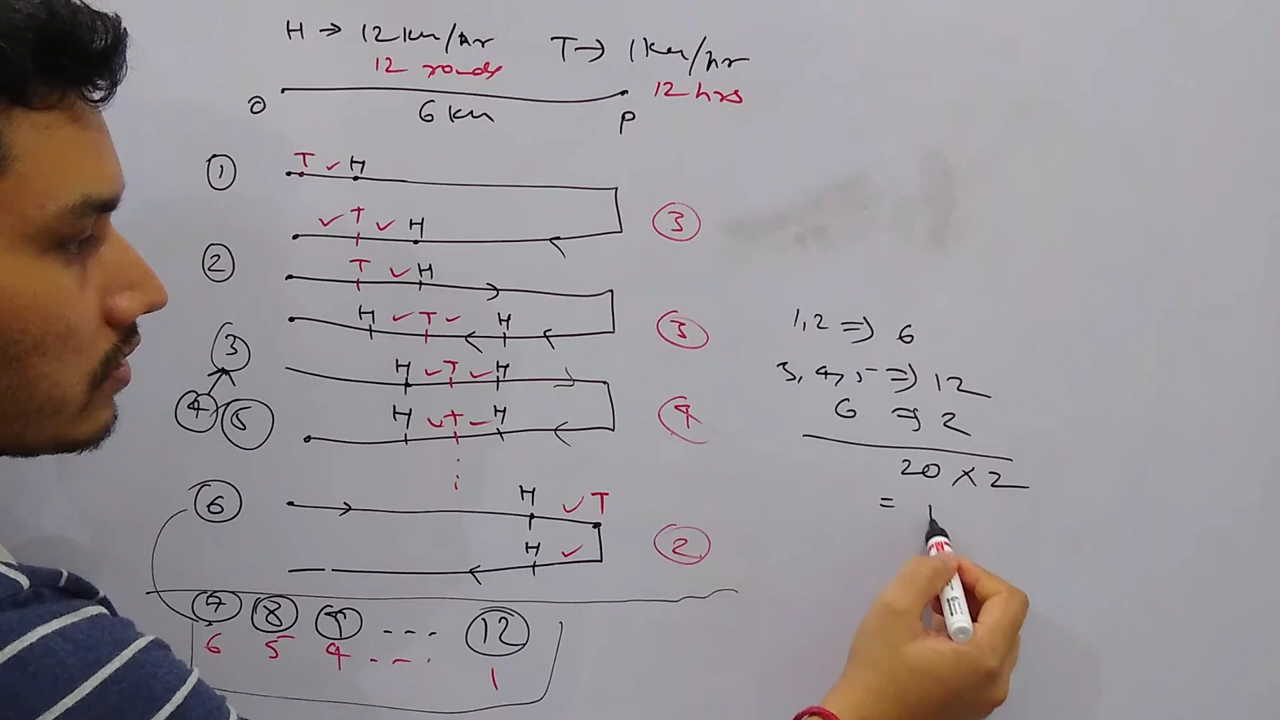 H → 12 km/hr T → 1 km/hr
12 rounds
O 6 km P 12 hrs
① T ✓ H
✓ T ✓ H ③
② T ✓ H
H ✓ T ✓ H ③
③ H ✓ T ✓ H
④ ⑤ H ✓ T ✓ H ④
⑥ H ✓ T
H ✓ ②
⑦ ⑧ ⑨ --- ⑫
6 5 4 --- 1
1,2 ⇒ 6
3, 4, 5 ⇒ 12
6 ⇒ 2
20 × 2
=